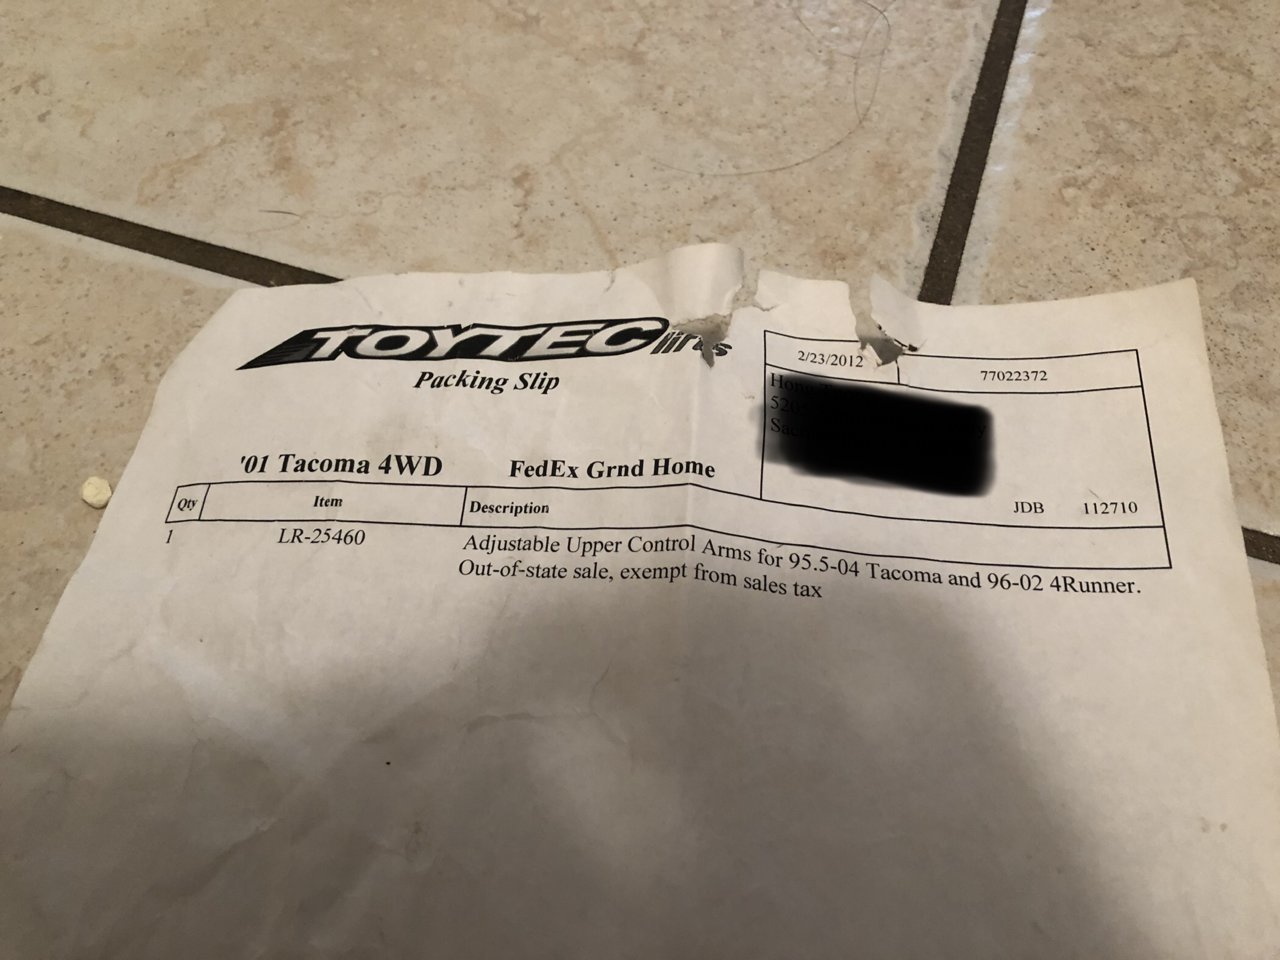 TOYTEC
Packing Slip
2/23/2012 77022372
'01 Tacoma 4WD FedEx Grnd Home
JDB 112710
Qty Item Description
1 LR-25460 Adjustable Upper Control Arms for 95.5-04 Tacoma and 96-02 4Runner.
Out-of-state sale, exempt from sales tax